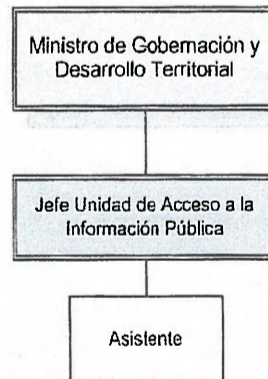 Ministro de Gobernación y
Desarrollo Territorial
Jefe Unidad de Acceso a la
Información Pública
Asistente